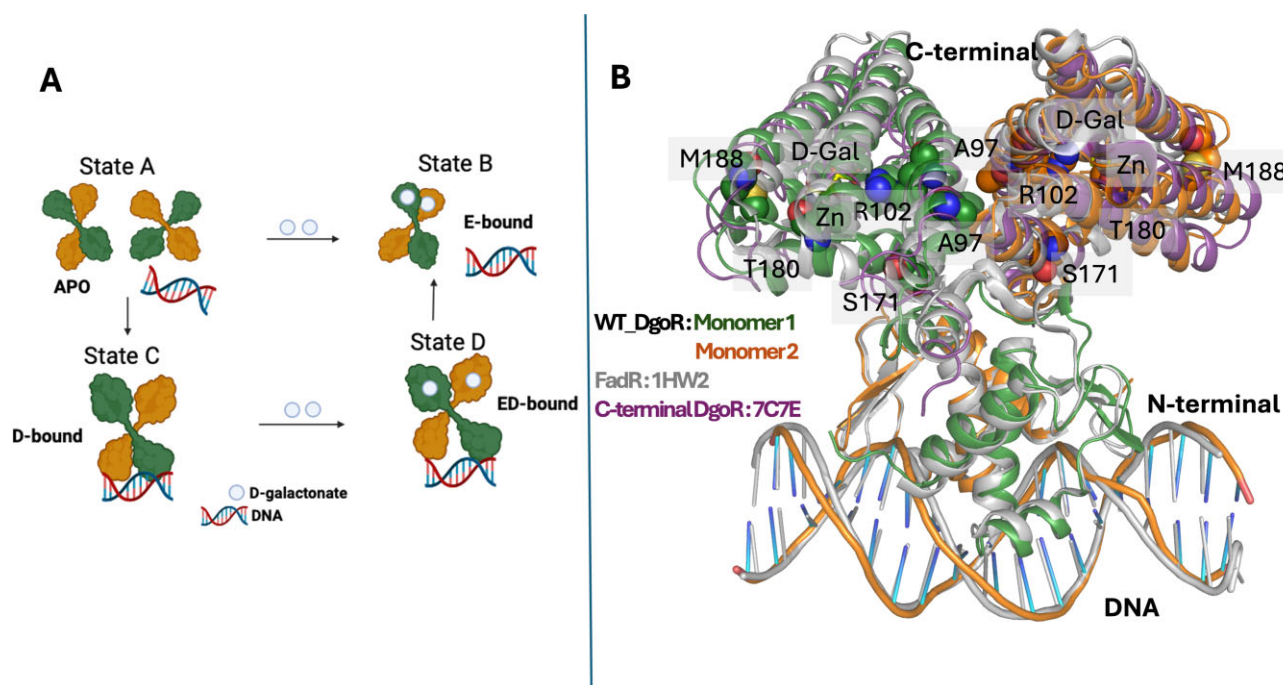 A
State A
State B
APO
E-bound
State C
State D
D-bound
ED-bound
D-galactonate
DNA
B
C-terminal
D-Gal
A97
D-Gal
M188
Zn
M188
Zn
R102
R102
A97
T180
T180
S171
S171
WT_DgoR: Monomer1
Monomer2
FadR: 1HW2
C-terminal DgoR: 7C7E
N-terminal
DNA